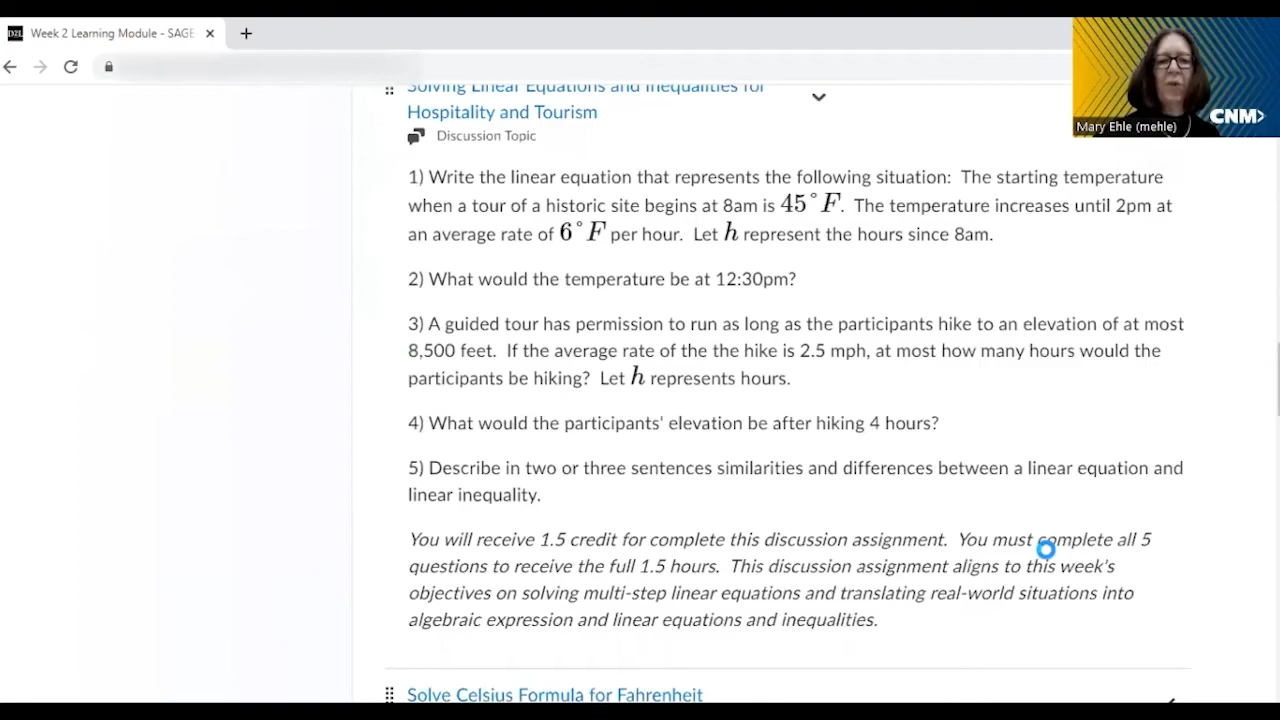 D2L Week 2 Learning Module - SAGE
Solving Linear Equations and Inequalities for
Hospitality and Tourism
Discussion Topic
Mary Ehle (mehle)
CNM
1) Write the linear equation that represents the following situation: The starting temperature
when a tour of a historic site begins at 8am is 45°F. The temperature increases until 2pm at
an average rate of 6°F per hour. Let h represent the hours since 8am.
2) What would the temperature be at 12:30pm?
3) A guided tour has permission to run as long as the participants hike to an elevation of at most
8,500 feet. If the average rate of the the hike is 2.5 mph, at most how many hours would the
participants be hiking? Let h represents hours.
4) What would the participants' elevation be after hiking 4 hours?
5) Describe in two or three sentences similarities and differences between a linear equation and
linear inequality.
You will receive 1.5 credit for complete this discussion assignment. You must complete all 5
questions to receive the full 1.5 hours. This discussion assignment aligns to this week's
objectives on solving multi-step linear equations and translating real-world situations into
algebraic expression and linear equations and inequalities.
Solve Celsius Formula for Fahrenheit